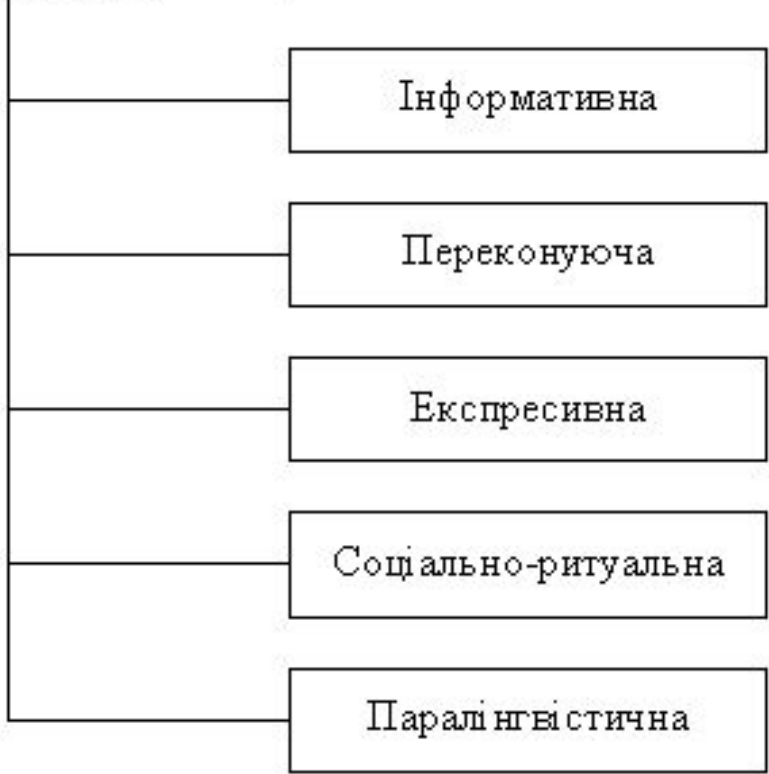 Інформативна
Переконуюча
Експресивна
Соціально-ритуальна
Паралінгвістична